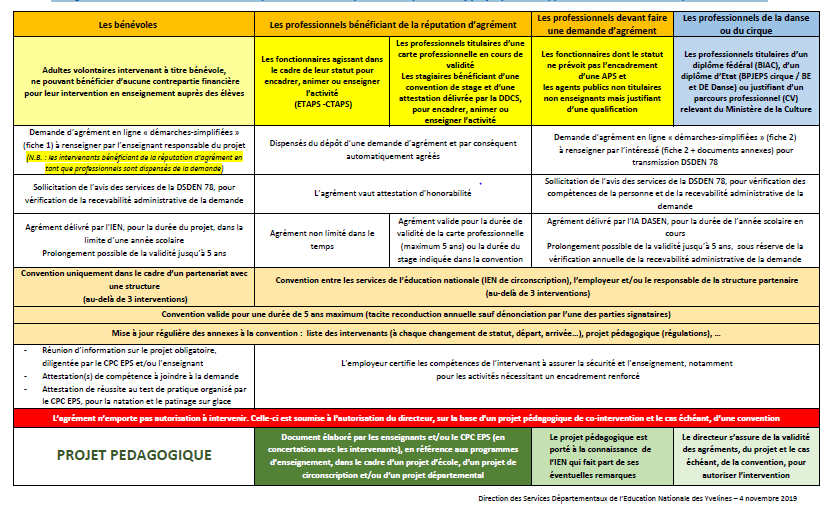 Les bénévoles
Les professionnels bénéficiant de la réputation d'agrément
Les professionnels devant faire
une demande d'agrément
Les professionnels de la danse
ou du cirque
Adultes volontaires intervenant à titre bénévole,
ne pouvant bénéficier d'aucune contrepartie financière
pour leur intervention en enseignement auprès des élèves
Les fonctionnaires agissant dans
le cadre de leur statut pour
encadrer, animer ou enseigner
l'activité
(ETAPS -CTAPS)
Les professionnels titulaires d'une
carte professionnelle en cours de
validité
Les stagiaires bénéficiant d'une
convention de stage et d'une
attestation délivrée par la DDCS,
pour encadrer, animer ou
enseigner l'activité
Les fonctionnaires dont le statut
ne prévoit pas l'encadrement
d'une APS et
les agents publics non titulaires
non enseignants mais justifiant
d'une qualification
Les professionnels titulaires d'un
diplôme fédéral (BIAC), d'un
diplôme d'Etat (BPJEPS cirque / BE
et DE Danse) ou justifiant d'un
parcours professionnel (CV)
relevant du Ministère de la Culture
Demande d'agrément en ligne « démarches-simplifiées »
(fiche 1) à renseigner par l'enseignant responsable du projet
(N.B. : les intervenants bénéficiant de la réputation d'agrément en
tant que professionnels sont dispensés de la demande)
Dispensés du dépôt d'une demande d'agrément et par conséquent
automatiquement agréés
Demande d'agrément en ligne «démarches-simplifiées » (fiche 2)
à renseigner par l'intéressé (fiche 2 + documents annexes) pour
transmission DSDEN 78
Sollicitation de l'avis des services de la DSDEN 78, pour
vérification de la recevabilité administrative de la demande
L'agrément vaut attestation d'honorabilité
Sollicitation de l'avis des services de la DSDEN 78, pour vérification des
compétences de la personne et de la recevabilité administrative de la
demande
Agrément délivré par l'IEN, pour la durée du projet, dans la
limite d'une année scolaire
Prolongement possible de la validité jusqu'à 5 ans
Agrément non limité dans le
temps
Agrément valide pour la durée de
validité de la carte professionnelle
(maximum 5 ans) ou la durée du
stage indiquée dans la convention
Agrément délivré par l'IA DASEN, pour la durée de l'année scolaire en
cours
Prolongement possible de la validité jusqu'à 5 ans, sous réserve de la
vérification annuelle de la recevabilité administrative de la demande
Convention uniquement dans le cadre d'un partenariat avec
une structure
(au-delà de 3 interventions)
Convention entre les services de l'éducation nationale (IEN de circonscription), l'employeur et/ou le responsable de la structure partenaire
(au-delà de 3 interventions)
Convention valide pour une durée de 5 ans maximum (tacite reconduction annuelle sauf dénonciation par l'une des parties signataires)
Mise à jour régulière des annexes à la convention : liste des intervenants (à chaque changement de statut, départ, arrivée...), projet pédagogique (régulations), ...
- Réunion d'information sur le projet obligatoire,
diligentée par le CPC EPS et/ou l'enseignant
- Attestation(s) de compétence à joindre à la demande
- Attestation de réussite au test de pratique organisé par
le CPC EPS, pour la natation et le patinage sur glace
L'employeur certifie les compétences de l'intervenant à assurer la sécurité et l'enseignement, notamment
pour les activités nécessitant un encadrement renforcé
L'agrément n'emporte pas autorisation à intervenir. Celle-ci est soumise à l'autorisation du directeur, sur la base d'un projet pédagogique de co-intervention et le cas échéant, d'une convention
PROJET PEDAGOGIQUE
Document élaboré par les enseignants et/ou le CPC EPS (en
concertation avec les intervenants), en référence aux programmes
d'enseignement, dans le cadre d'un projet d'école, d'un projet de
circonscription et/ou d'un projet départemental
Le projet pédagogique est
porté à la connaissance de
l'IEN qui fait part de ses
éventuelles remarques
Le directeur s'assure de la validité
des agréments, du projet et le cas
échéant, de la convention, pour
autoriser l'intervention
Direction des Services Départementaux de l'Education Nationale des Yvelines – 4 novembre 2019